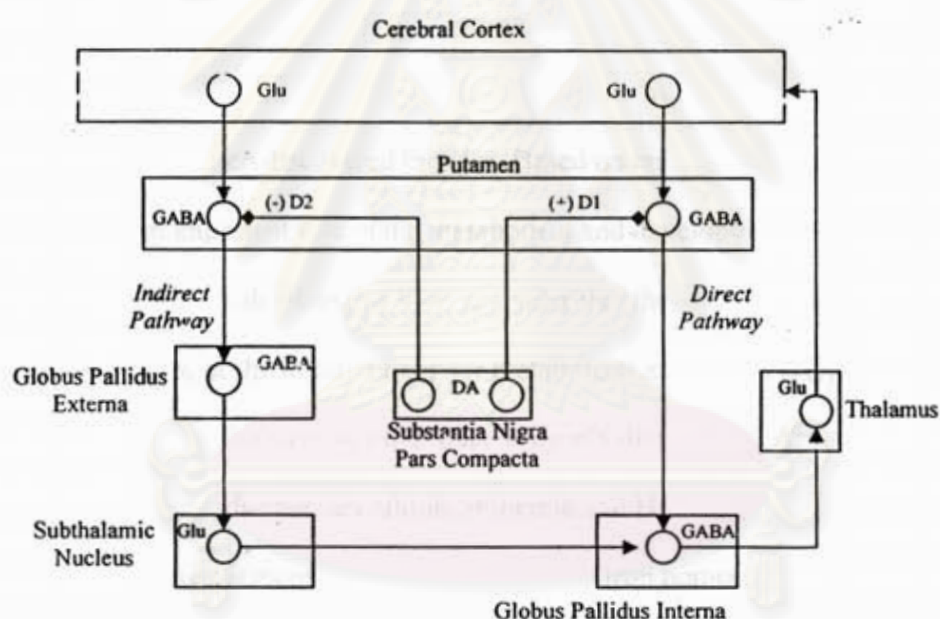 Cerebral Cortex
Glu
Glu
Putamen
GABA
(-) D2
(+) D1
GABA
Indirect
Pathway
Direct
Pathway
Globus Pallidus
Externa
GABA
DA
Substantia Nigra
Pars Compacta
Glu
Thalamus
Subthalamic
Nucleus
Glu
GABA
Globus Pallidus Interna